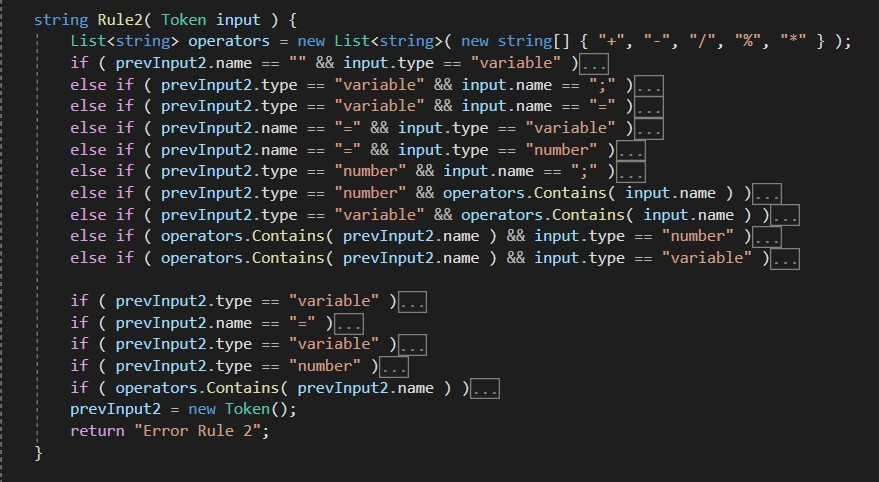 string Rule2( Token input ) {
List<string> operators = new List<string>( new string[] { "+", "-", "/", "%", "*" } );
if ( prevInput2.name == "" && input.type == "variable" )...
else if ( prevInput2.type == "variable" && input.name == ";" )...
else if ( prevInput2.type == "variable" && input.name == "=" )...
else if ( prevInput2.name == "=" && input.type == "variable" )...
else if ( prevInput2.name == "=" && input.type == "number" )...
else if ( prevInput2.type == "number" && input.name == ";" )...
else if ( prevInput2.type == "number" && operators.Contains( input.name ) )...
else if ( prevInput2.type == "variable" && operators.Contains( input.name ) )...
else if ( operators.Contains( prevInput2.name ) && input.type == "number" )...
else if ( operators.Contains( prevInput2.name ) && input.type == "variable" )...
if ( prevInput2.type == "variable" )...
if ( prevInput2.name == "=" )...
if ( prevInput2.type == "variable" )...
if ( prevInput2.type == "number" )...
if ( operators.Contains( prevInput2.name ) )...
prevInput2 = new Token();
return "Error Rule 2";
}